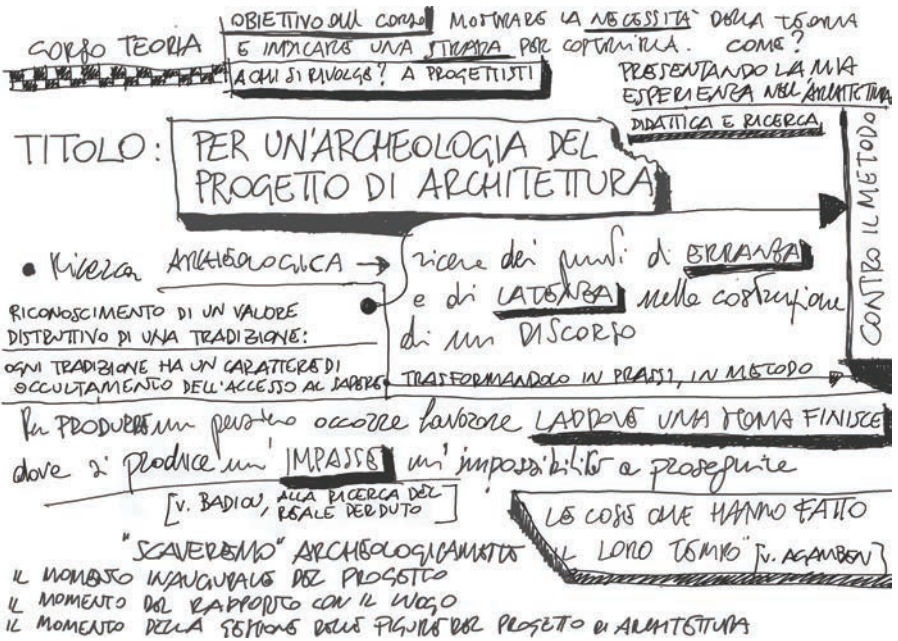 CORSO TEORIA
OBIETTIVO DEL CORSO MOSTRARE LA NECESSITÀ DELLA TEORIA
E INDICARE UNA STRADA PER COSTRUIRLA. COME?
A CHI SI RIVOLGE? A PROGETTISTI
PRESENTANDO LA MIA
ESPERIENZA NELL'ARCHITETTURA
DIDATTICA E RICERCA
TITOLO: PER UN'ARCHEOLOGIA DEL
PROGETTO DI ARCHITETTURA
CONTRO IL METODO
• Ricerca ARCHEOLOGICA → ricerca dei punti di ERRANZA
e di LATENZA nella costruzione
di un DISCORSO
RICONOSCIMENTO DI UN VALORE
DISTRUTTIVO DI UNA TRADIZIONE:
OGNI TRADIZIONE HA UN CARATTERE DI
OCCULTAMENTO DELL'ACCESSO AL SAPERE
TRASFORMANDOLO IN PRASSI, IN METODO
Per PRODURRE un pensiero occorre lavorare LADDOVE UNA FINISCE
dove si produce un' IMPASSE un'impossibilità a proseguire
[v. BADIOU, ALLA RICERCA DEL
REALE PERDUTO]
LE COSE CHE HANNO FATTO
IL LORO TEMPO" [v. AGAMBEN]
"SCAVEREMO" ARCHEOLOGICAMENTE
IL MOMENTO INAUGURALE DEL PROGETTO
IL MOMENTO DEL RAPPORTO CON IL LUOGO
IL MOMENTO DELLA GESTIONE DELLE FIGURE DEL PROGETTO DI ARCHITETTURA